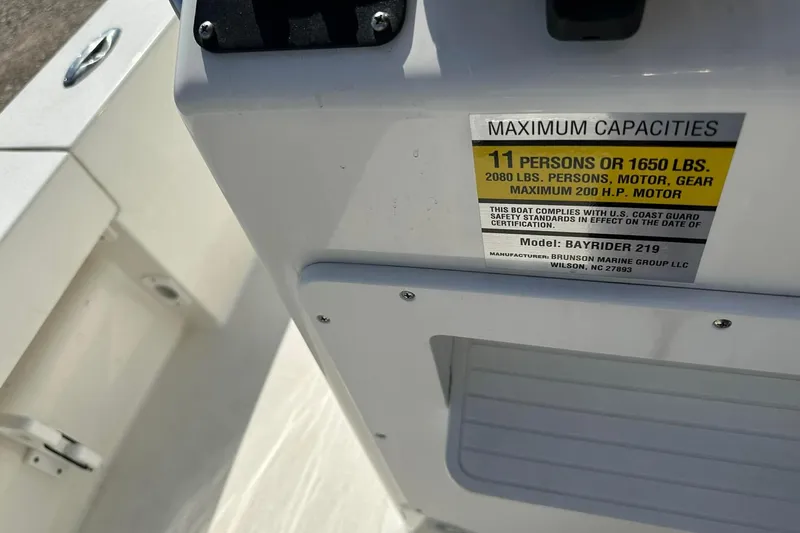 MAXIMUM CAPACITIES
11 PERSONS OR 1650 LBS.
2080 LBS. PERSONS, MOTOR, GEAR
MAXIMUM 200 H.P. MOTOR
THIS BOAT COMPLIES WITH U.S. COAST GUARD
SAFETY STANDARDS IN EFFECT ON THE DATE OF
CERTIFICATION.
Model: BAYRIDER 219
MANUFACTURER: BRUNSON MARINE GROUP LLC
WILSON, NC 27893